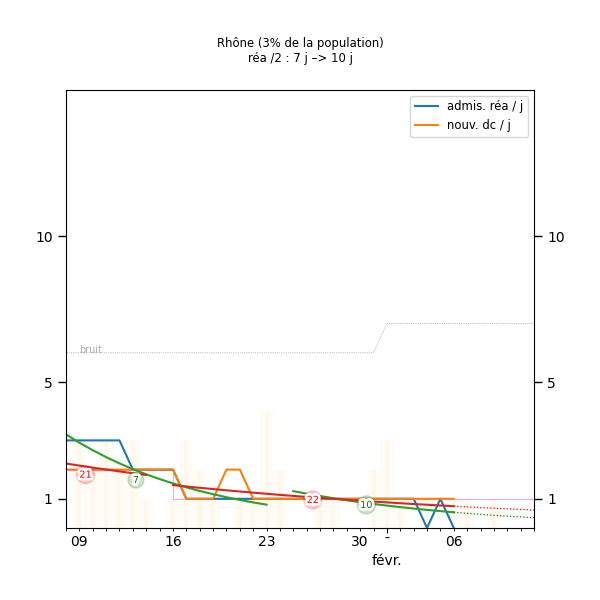 Rhône (3% de la population)
réa /2 : 7 j –> 10 j
admis. réa / j
nouv. dc / j
10
10
bruit
5
5
21
7
22
10
1
1
09
16
23
30
06
févr.